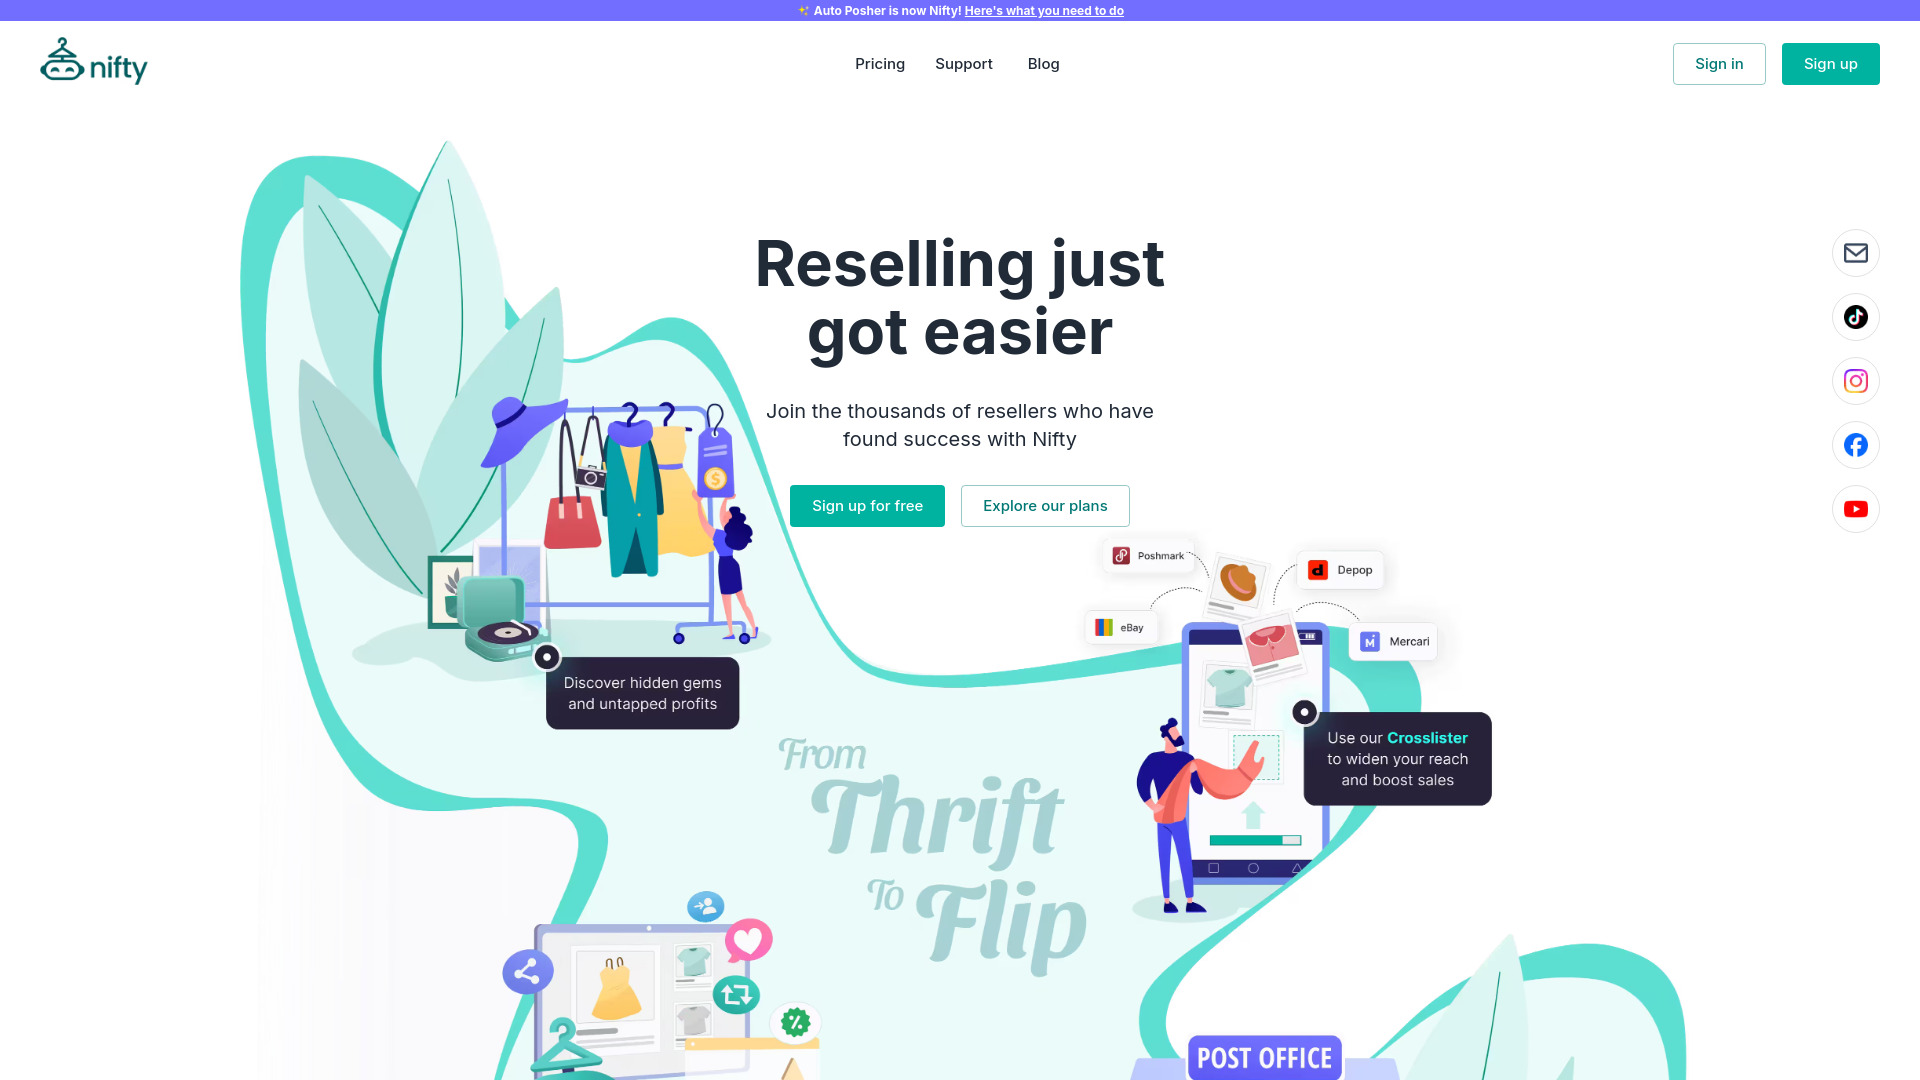 ✨ Auto Posher is now Nifty! Here's what you need to do
nifty
Pricing
Support
Blog
Sign in
Sign up
Reselling just
got easier
Join the thousands of resellers who have
found success with Nifty
Sign up for free
Explore our plans
Poshmark
Depop
eBay
Mercari
Discover hidden gems
and untapped profits
Use our Crosslister
to widen your reach
and boost sales
From
Thrift
To Flip
POST OFFICE